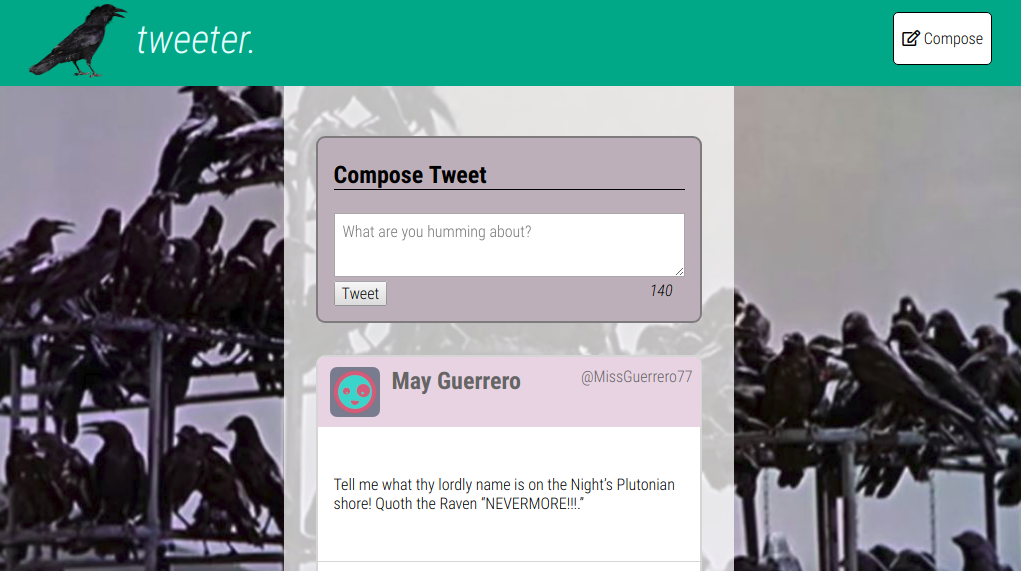 tweeter.
Compose
Compose Tweet
What are you humming about?
Tweet
140
May Guerrero
@MissGuerrero77
Tell me what thy lordly name is on the Night’s Plutonian
shore! Quoth the Raven “NEVERMORE!!!.”